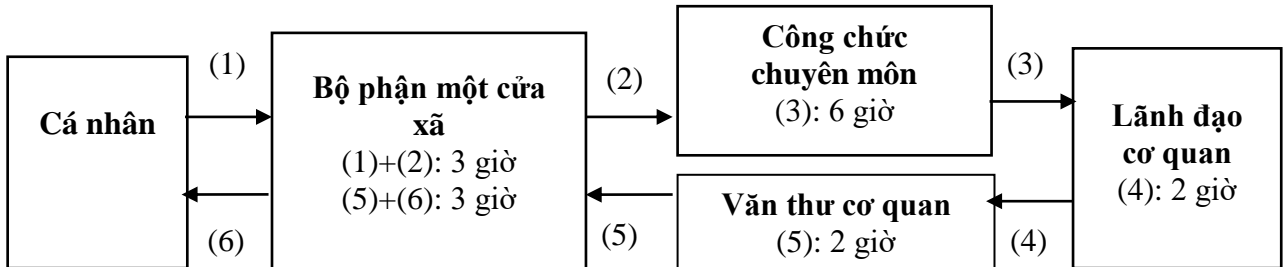 Cá nhân
(1)
(6)
Bộ phận một cửa
xã
(1)+(2): 3 giờ
(5)+(6): 3 giờ
(2)
(5)
Công chức
chuyên môn
(3): 6 giờ
Văn thư cơ quan
(5): 2 giờ
(3)
(4)
Lãnh đạo
cơ quan
(4): 2 giờ